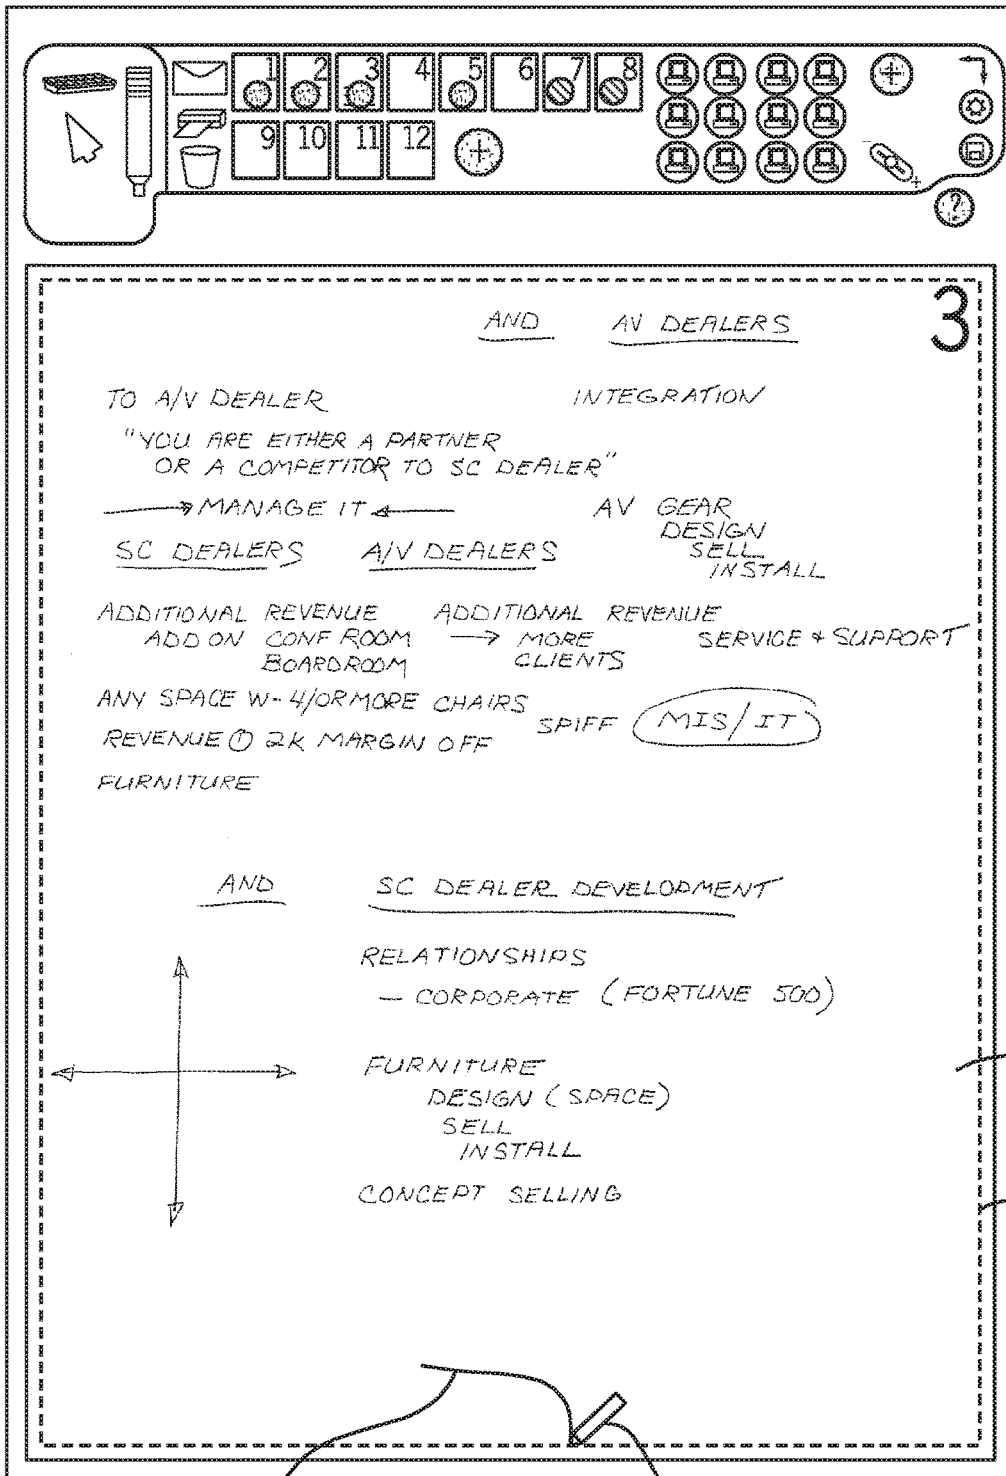 1 2 3 4 5 6 7 8
9 10 11 12
?
3
AND AV DEALERS
TO A/V DEALER INTEGRATION
"YOU ARE EITHER A PARTNER
OR A COMPETITOR TO SC DEALER"
MANAGE IT AV GEAR
DESIGN
SC DEALERS A/V DEALERS SELL
INSTALL
ADDITIONAL REVENUE ADDITIONAL REVENUE
ADD ON CONF ROOM → MORE SERVICE + SUPPORT
BOARDROOM CLIENTS
ANY SPACE W-4/OR MORE CHAIRS
SPIFF MIS/IT
REVENUE ① 2K MARGIN OFF
FURNITURE
AND SC DEALER DEVELOPMENT
RELATIONSHIPS
— CORPORATE (FORTUNE 500)
FURNITURE
DESIGN (SPACE)
SELL
INSTALL
CONCEPT SELLING